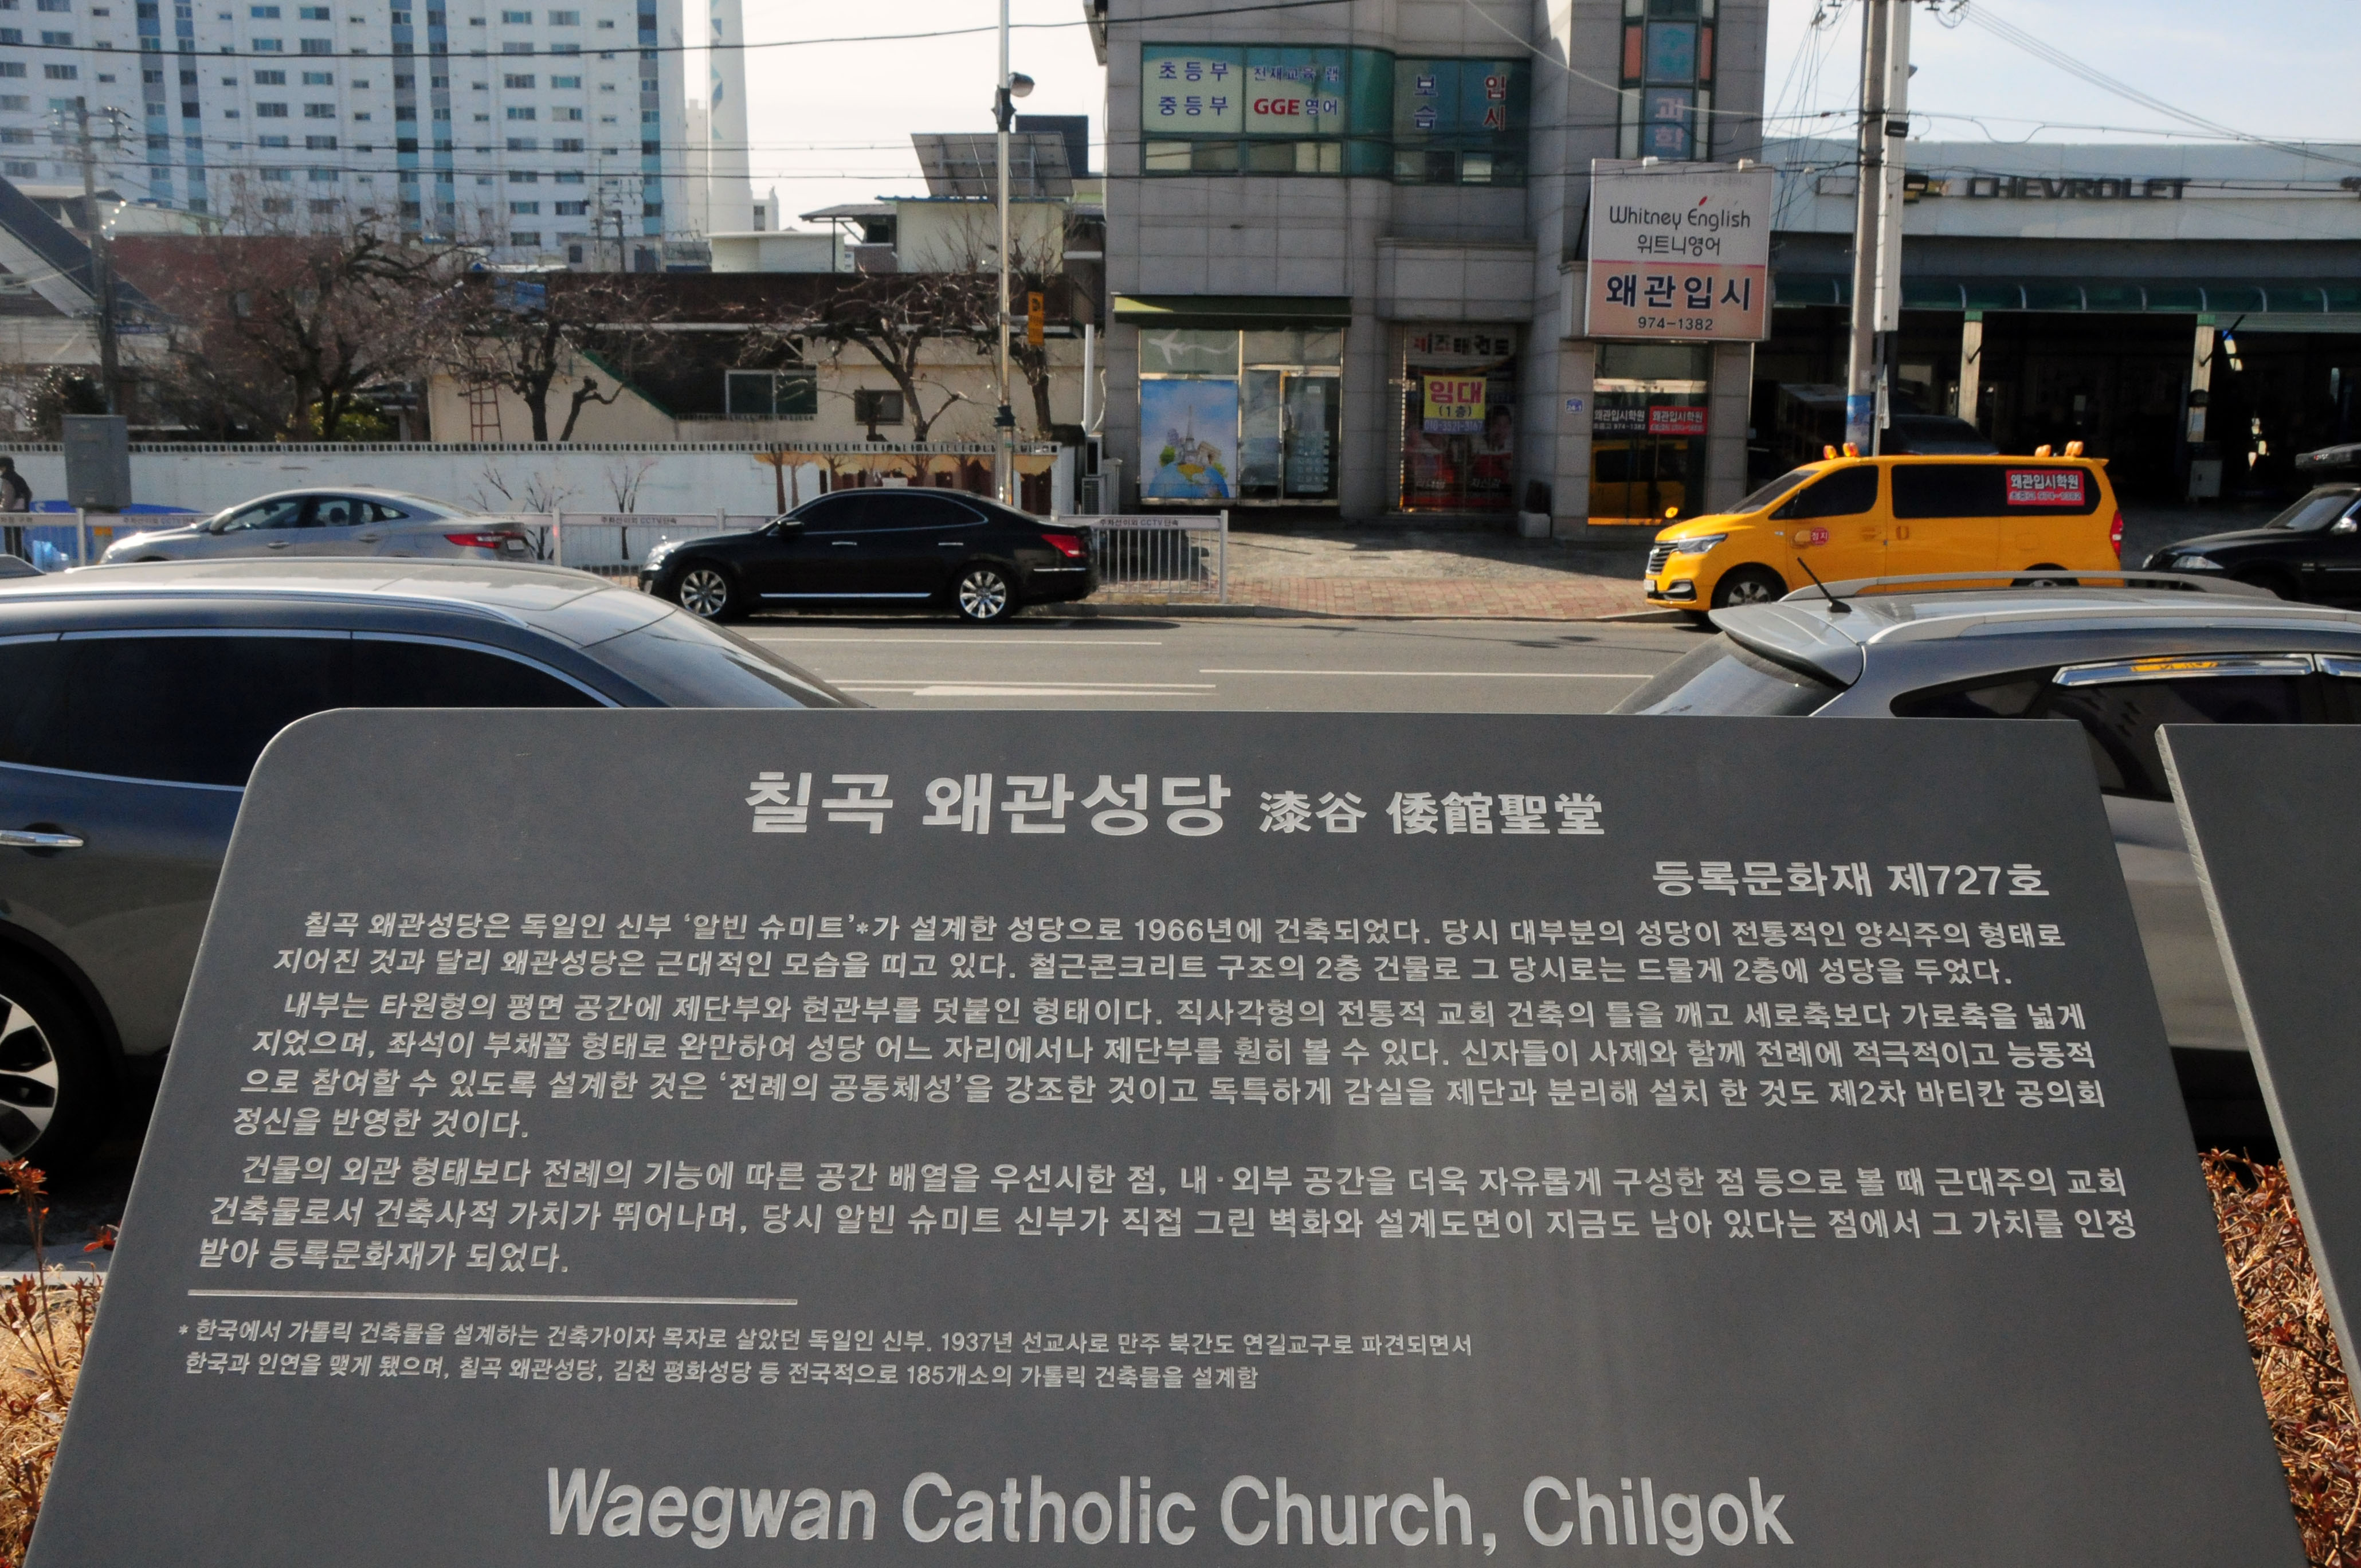 초등부
중등부
천재교육 랩
GGE 영어
보습
입시
과학
CHEVROLET
Whitney English
위트니영어
왜관입시
974-1382
임대
(1층)
왜관입시학원
왜관입시학원
왜관입시학원
칠곡 왜관성당 漆谷 倭館聖堂
등록문화재 제727호
칠곡 왜관성당은 독일인 신부 ‘알빈 슈미트’*가 설계한 성당으로 1966년에 건축되었다. 당시 대부분의 성당이 전통적인 양식주의 형태로
지어진 것과 달리 왜관성당은 근대적인 모습을 띠고 있다. 철근콘크리트 구조의 2층 건물로 그 당시로는 드물게 2층에 성당을 두었다.
내부는 타원형의 평면 공간에 제단부와 현관부를 덧붙인 형태이다. 직사각형의 전통적 교회 건축의 틀을 깨고 세로축보다 가로축을 넓게
지었으며, 좌석이 부채꼴 형태로 완만하여 성당 어느 자리에서나 제단부를 훤히 볼 수 있다. 신자들이 사제와 함께 전례에 적극적이고 능동적
으로 참여할 수 있도록 설계한 것은 ‘전례의 공동체성’을 강조한 것이고 독특하게 감실을 제단과 분리해 설치 한 것도 제2차 바티칸 공의회
정신을 반영한 것이다.
건물의 외관 형태보다 전례의 기능에 따른 공간 배열을 우선시한 점, 내·외부 공간을 더욱 자유롭게 구성한 점 등으로 볼 때 근대주의 교회
건축물로서 건축사적 가치가 뛰어나며, 당시 알빈 슈미트 신부가 직접 그린 벽화와 설계도면이 지금도 남아 있다는 점에서 그 가치를 인정
받아 등록문화재가 되었다.
* 한국에서 가톨릭 건축물을 설계하는 건축가이자 목자로 살았던 독일인 신부. 1937년 선교사로 만주 북간도 연길교구로 파견되면서
한국과 인연을 맺게 됐으며, 칠곡 왜관성당, 김천 평화성당 등 전국적으로 185개소의 가톨릭 건축물을 설계함
Waegwan Catholic Church, Chilgok